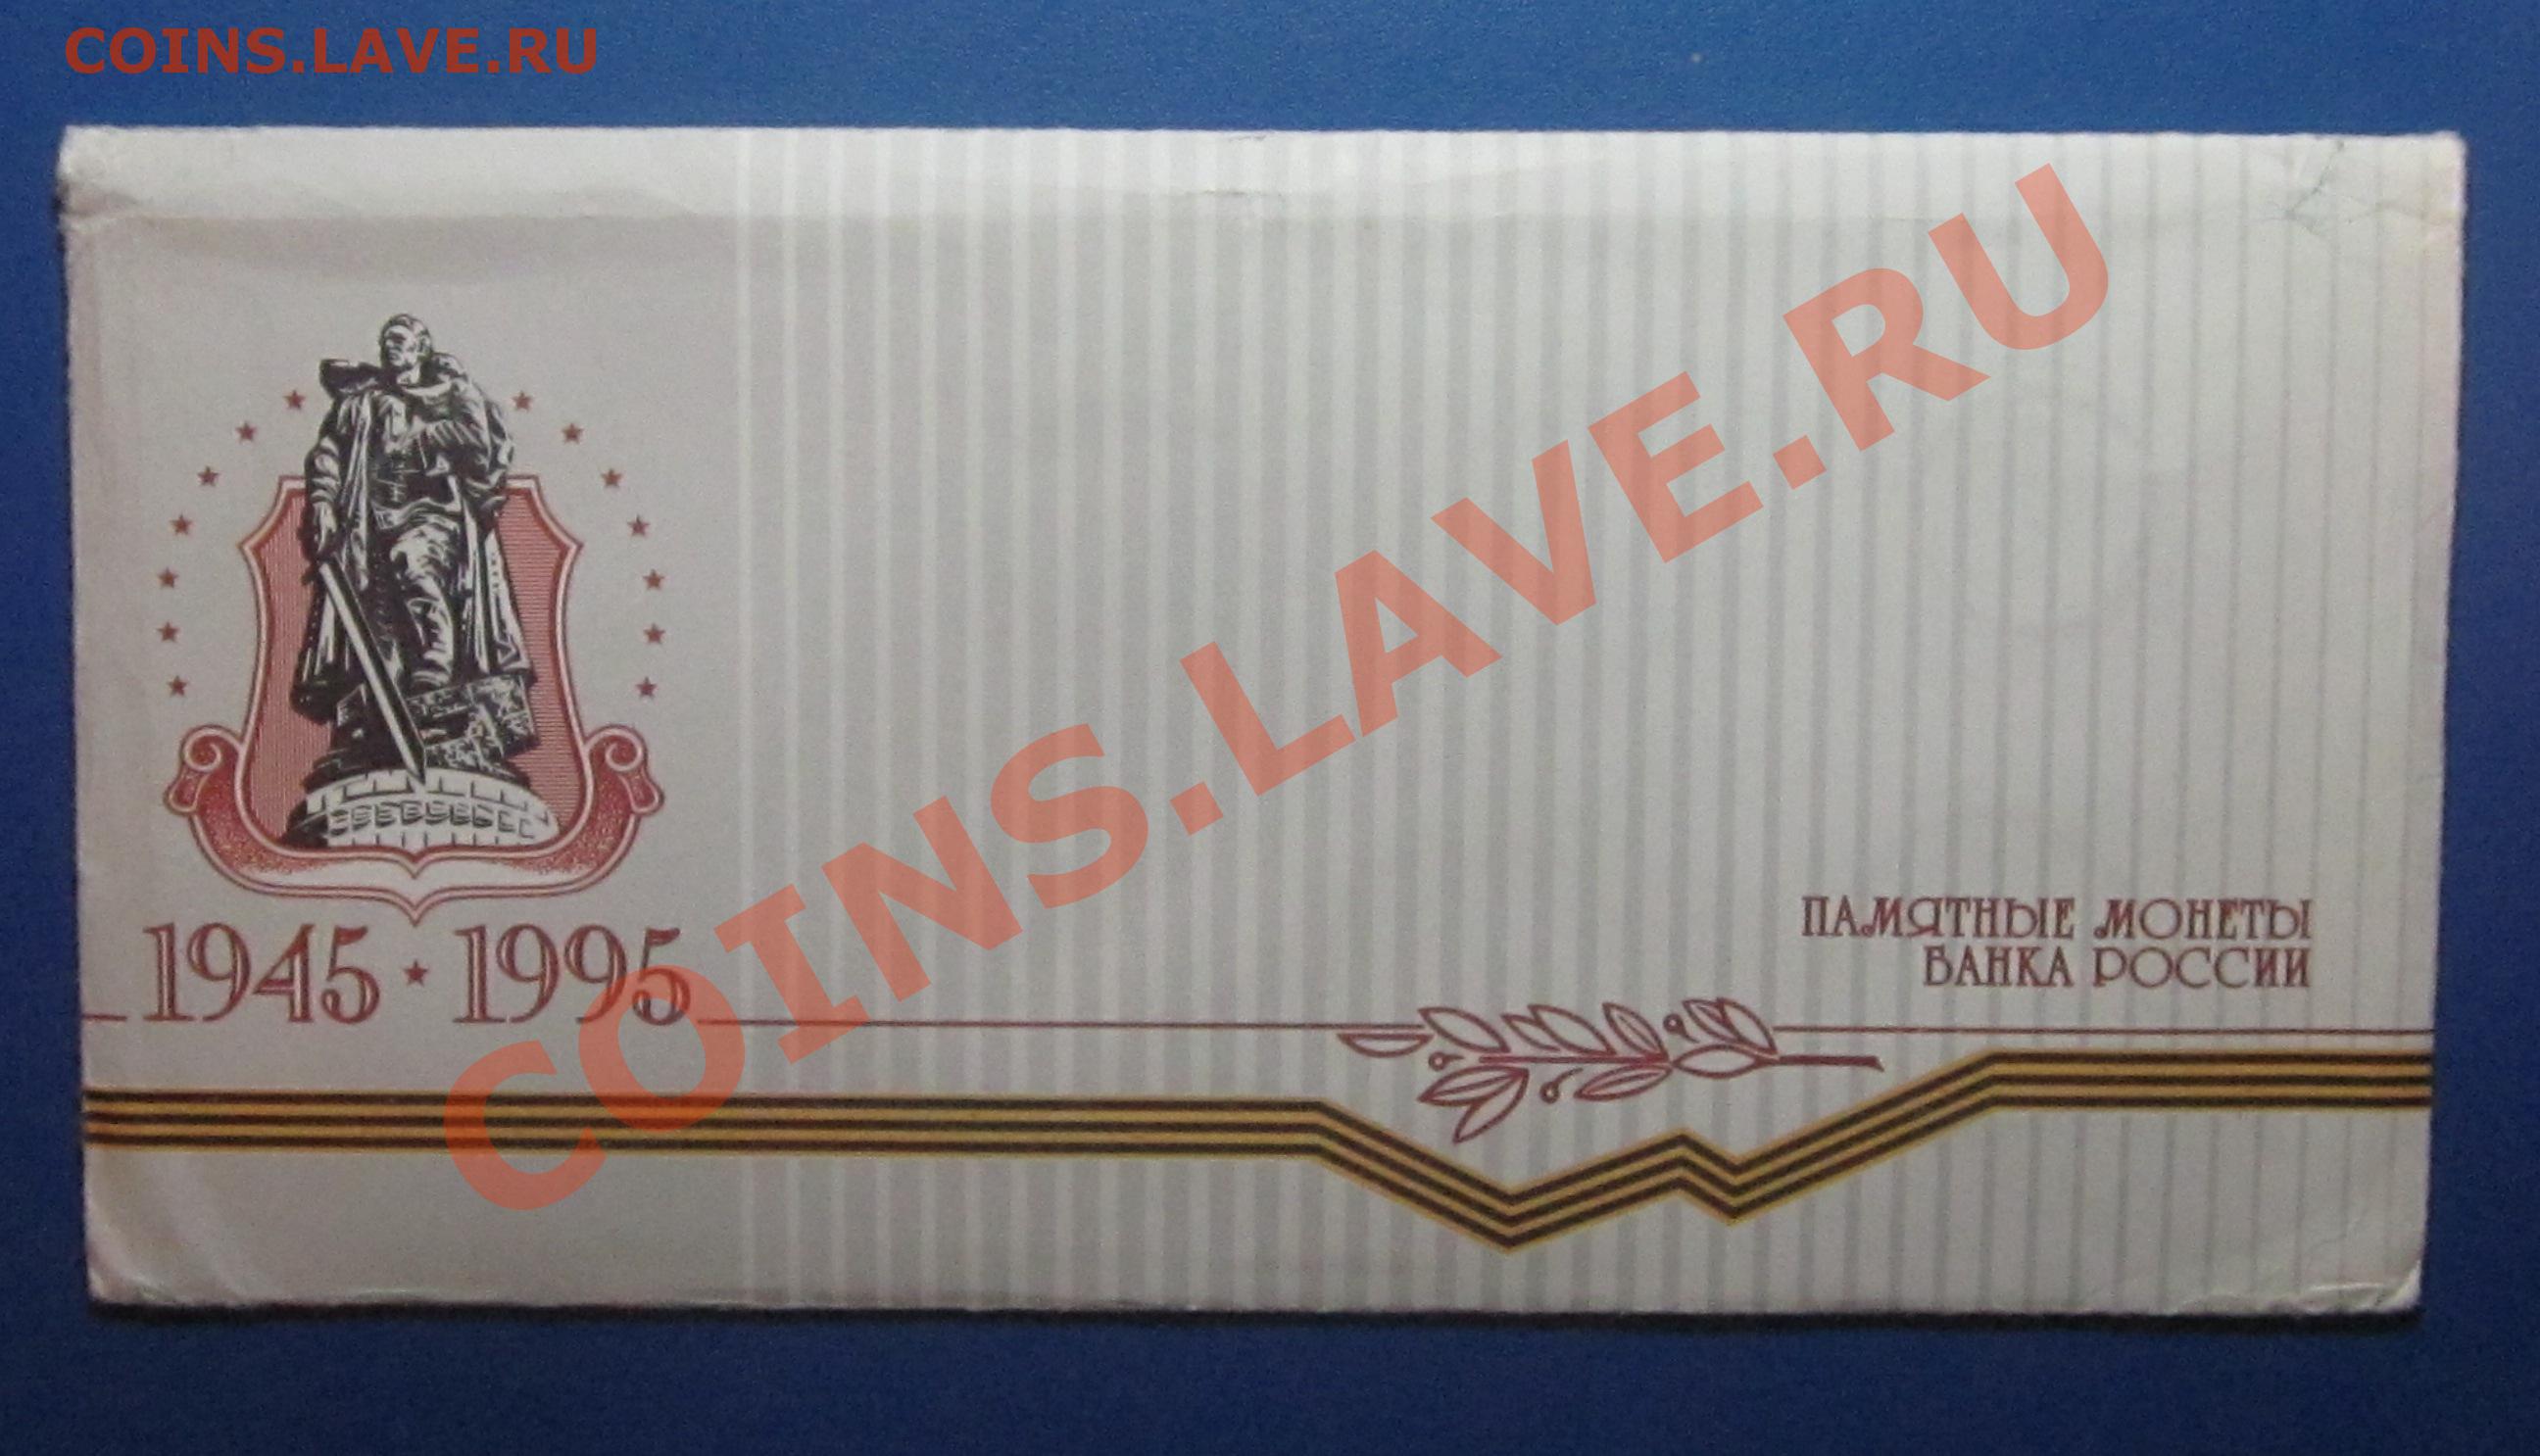 COINS.LAVE.RU
COINS.LAVE.RU
1945 ★ 1995
ПАМЯТНЫЕ МОНЕТЫ
БАНКА РОССИИ